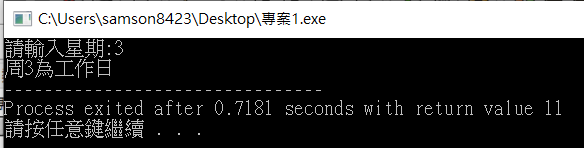 C:\Users\samson8423\Desktop\專案1.exe
請輸入星期:3
周3為工作日
--------------------------------
Process exited after 0.7181 seconds with return value 11
請按任意鍵繼續 . . .